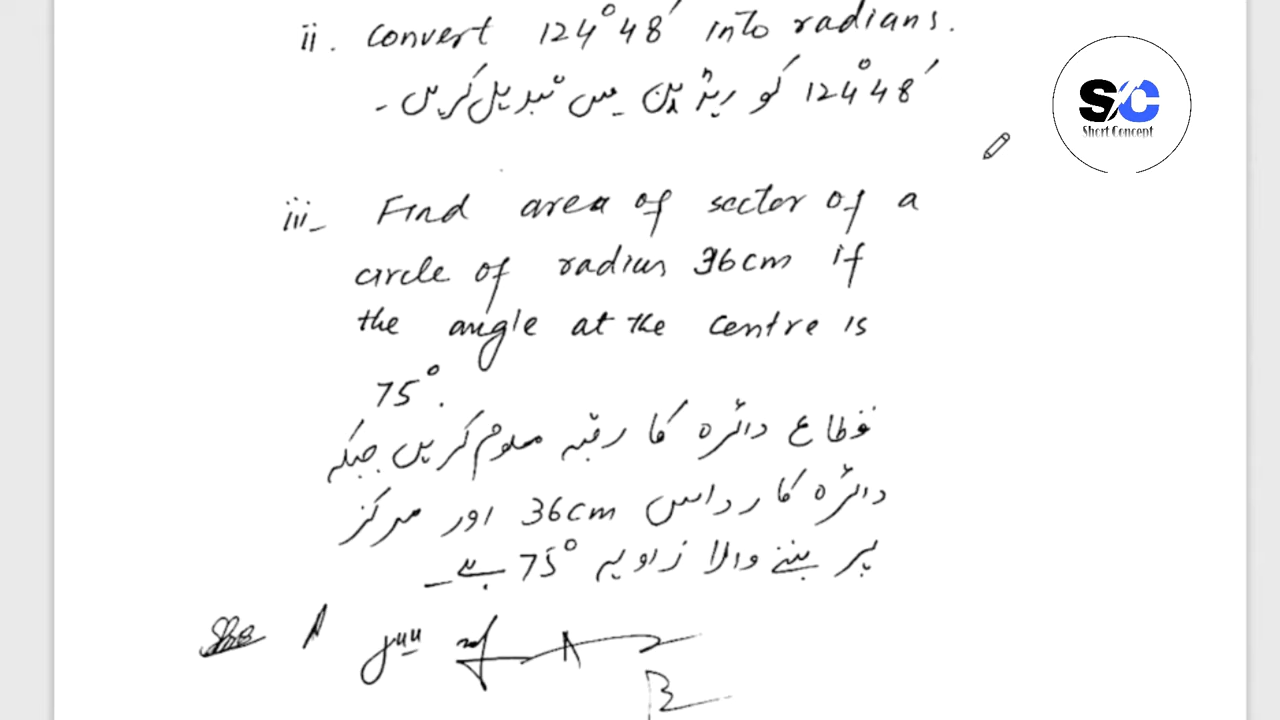 ii. Convert 124°48′ into radians.
124°48′ کو ریڈین میں تبدیل کریں۔
SC
Short Concept
iii- Find area of sector of a
circle of radius 36cm if
the angle at the centre is
75°.
قطاع دائرہ کا رقبہ معلوم کریں جبکہ
دائرہ کا رداس 36cm اور مرکز
پر بننے والا زاویہ 75° ہے۔